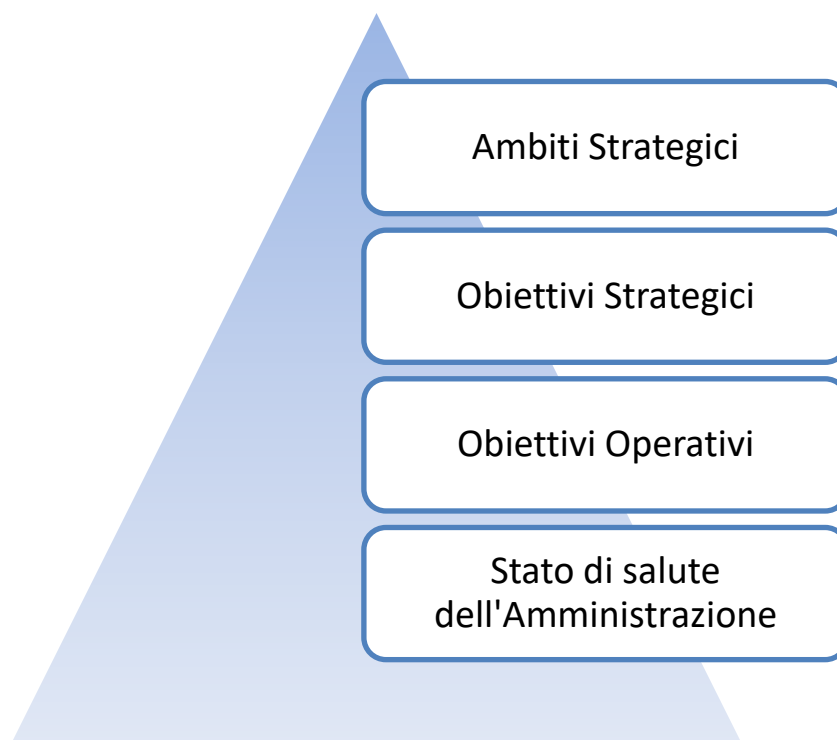 Ambiti Strategici
Obiettivi Strategici
Obiettivi Operativi
Stato di salute
dell'Amministrazione